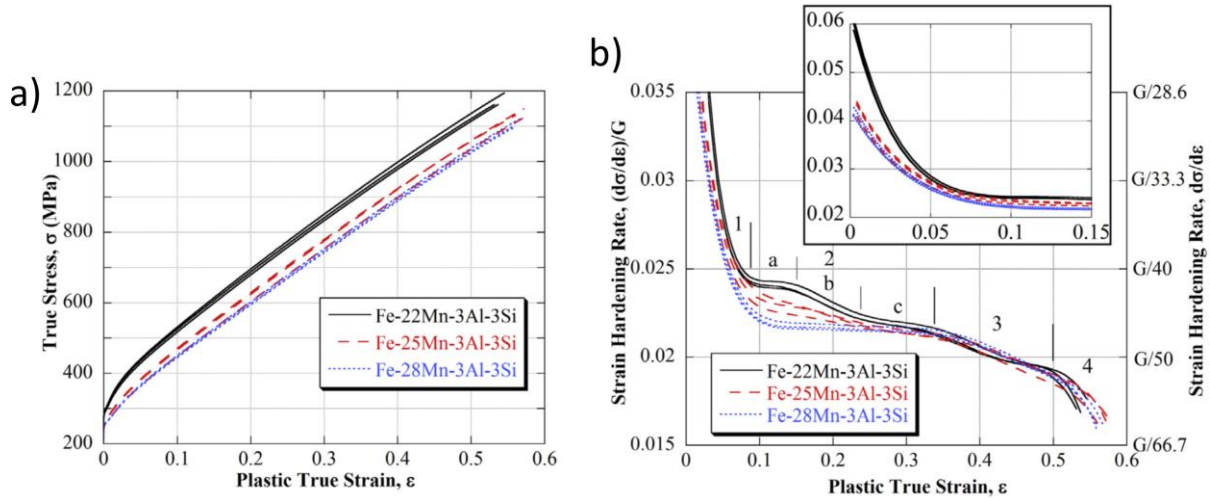 a)
True Stress, σ (MPa)
1200
1000
800
600
400
200
Fe-22Mn-3Al-3Si
Fe-25Mn-3Al-3Si
Fe-28Mn-3Al-3Si
0 0.1 0.2 0.3 0.4 0.5 0.6
Plastic True Strain, ε
b)
Strain Hardening Rate, (dσ/dε)/G
0.035
0.03
0.025
0.02
0.015
0.06
0.05
0.04
0.03
0.02
0 0.05 0.1 0.15
1 a 2
b
c
3
4
Fe-22Mn-3Al-3Si
Fe-25Mn-3Al-3Si
Fe-28Mn-3Al-3Si
0 0.1 0.2 0.3 0.4 0.5 0.6
Plastic True Strain, ε
G/28.6
G/33.3
G/40
G/50
G/66.7
Strain Hardening Rate, dσ/dε